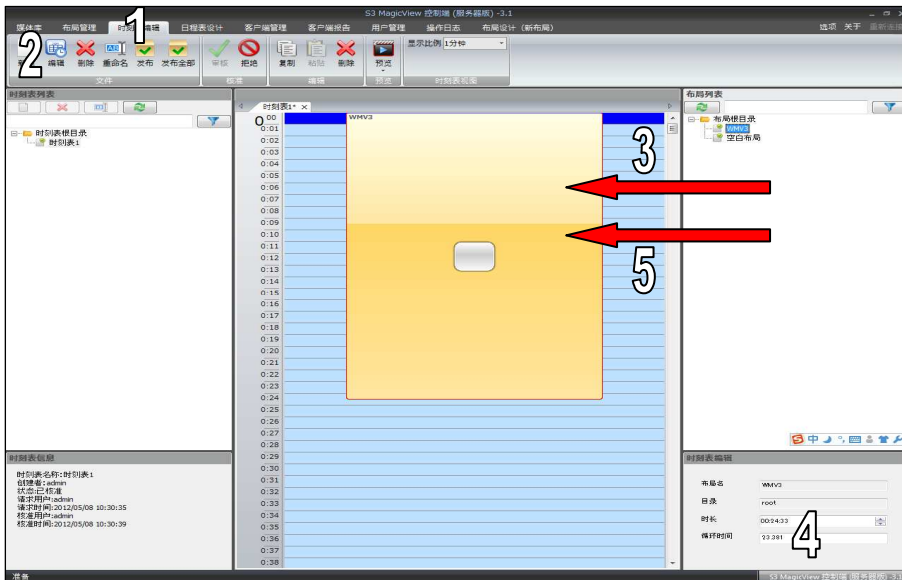 S3 MagicView 控制端 (服务器版) -3.1
媒体库 布局管理 时刻表编辑 日程表设计 客户端管理 客户端报告 用户管理 操作日志 布局设计 (新布局) 选项 关于 重新连接
1
2
编辑 删除 重命名 发布 发布全部 审核 拒绝 复制 粘贴 删除 预览
显示比例 1分钟
文件 核准 编辑 预览 时刻表视图
时刻表列表
时刻表根目录
时刻表1
时刻表1* ×
WMV3
0:00
0:01
0:02
0:03
0:04
0:05
0:06
0:07
0:08
0:09
0:10
0:11
0:12
0:13
0:14
0:15
0:16
0:17
0:18
0:19
0:20
0:21
0:22
0:23
0:24
0:25
0:26
0:27
0:28
0:29
0:30
0:31
0:32
0:33
0:34
0:35
0:36
0:37
0:38
3
5
布局列表
布局根目录
WMV3
空白布局
中
时刻表信息
时刻表名称:时刻表1
创建者:admin
状态:已核准
请求用户:admin
请求时间:2012/05/08 10:30:35
核准用户:admin
核准时间:2012/05/08 10:30:39
时刻表编辑
布局名 WMV3
目录 root
时长 00:24:33
循环时间 23.381
4
准备
S3 MagicView 控制端 (服务器版) -3.1